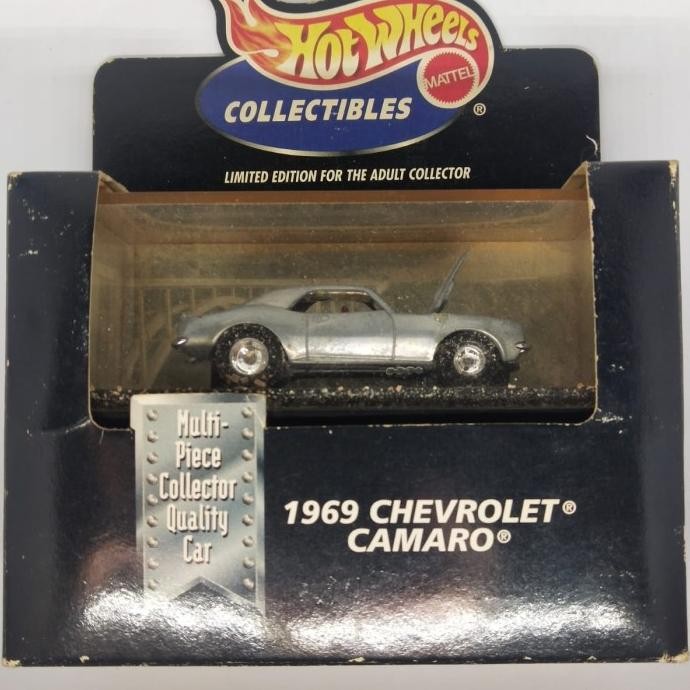 Hot Wheels
MATTEL
COLLECTIBLES ®
LIMITED EDITION FOR THE ADULT COLLECTOR
Multi-
Piece
Collector
Quality
Car
1969 CHEVROLET®
CAMARO®